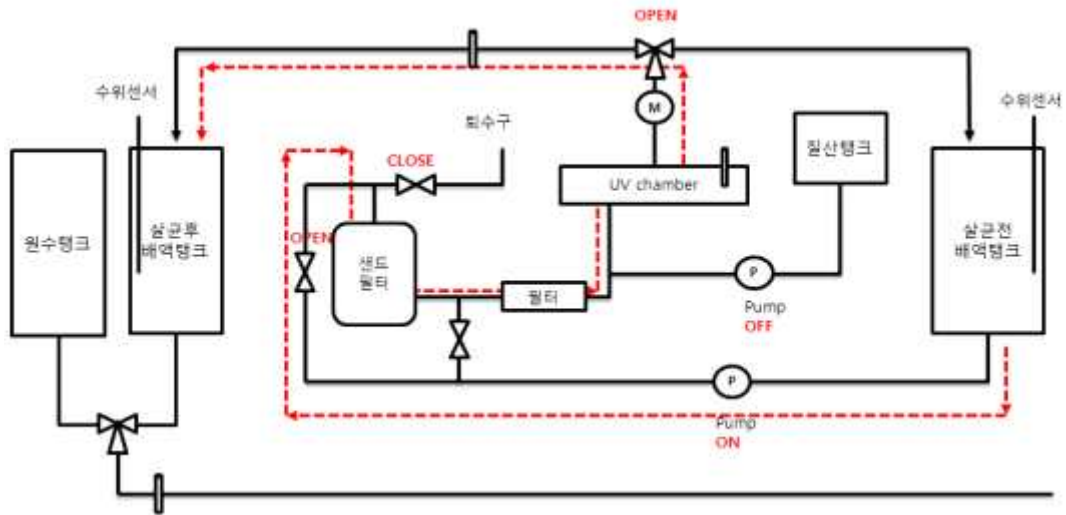 OPEN
수위센서
수위센서
퇴수구
M
질산탱크
CLOSE
UV chamber
원수탱크
살균후
배액탱크
OPEN
샌드
필터
살균전
배액탱크
필터
P
Pump
OFF
P
Pump
ON